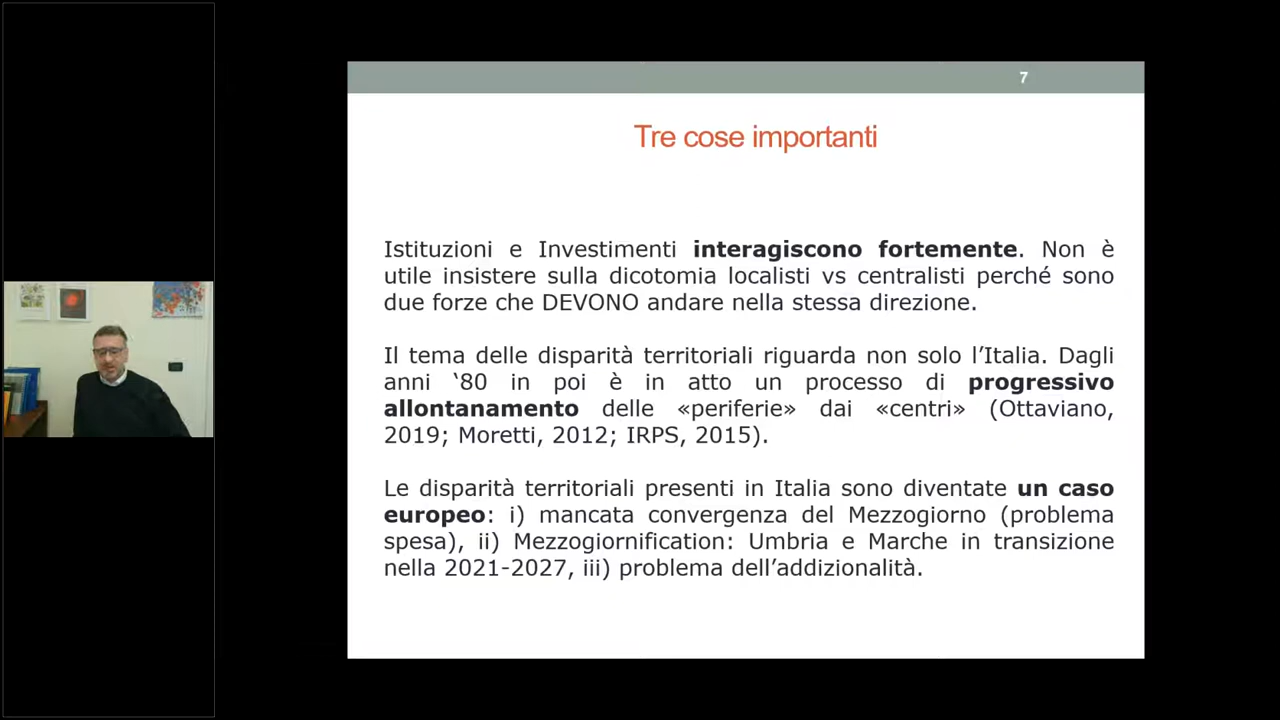 7
Tre cose importanti
Istituzioni e Investimenti interagiscono fortemente. Non è
utile insistere sulla dicotomia localisti vs centralisti perché sono
due forze che DEVONO andare nella stessa direzione.
Il tema delle disparità territoriali riguarda non solo l’Italia. Dagli
anni ‘80 in poi è in atto un processo di progressivo
allontanamento delle «periferie» dai «centri» (Ottaviano,
2019; Moretti, 2012; IRPS, 2015).
Le disparità territoriali presenti in Italia sono diventate un caso
europeo: i) mancata convergenza del Mezzogiorno (problema
spesa), ii) Mezzogiornification: Umbria e Marche in transizione
nella 2021-2027, iii) problema dell’addizionalità.